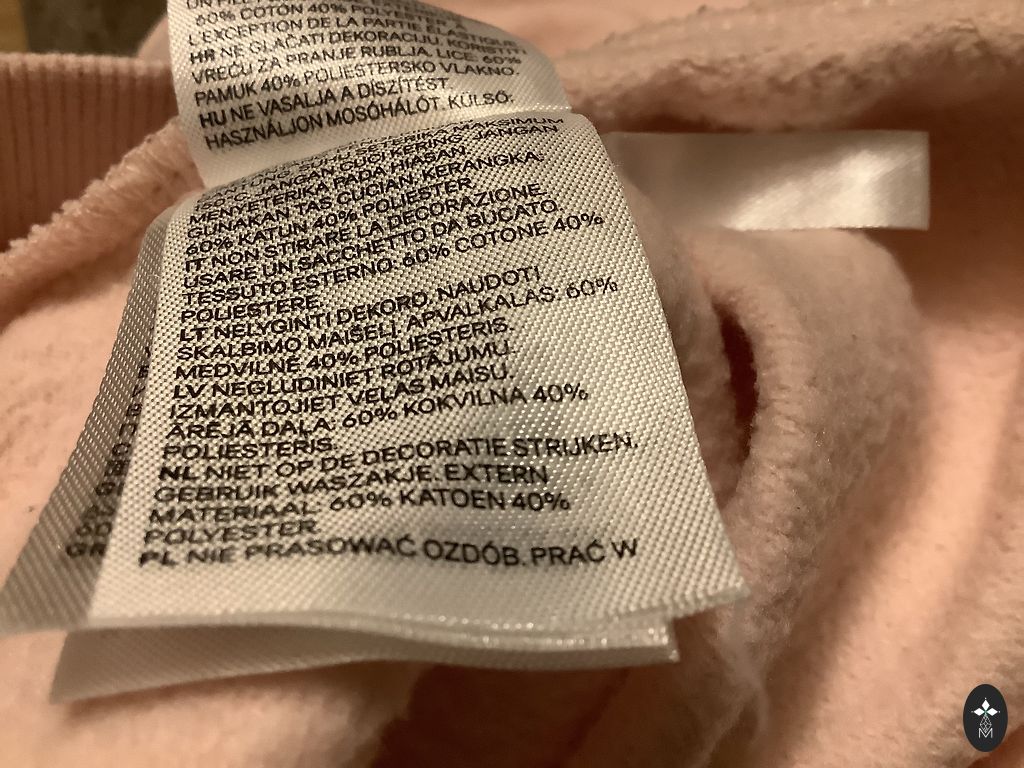 60% COTON 40% POLYESTER À
L'EXCEPTION DE LA PARTIE ÉLASTIQUE.
HR NE GLAČATI DEKORACIJU. KORISTITI
VREĆU ZA PRANJE RUBLJA. LICE: 60%
PAMUK 40% POLIESTERSKO VLAKNO.
HU NE VASALJA A DÍSZÍTÉST.
HASZNÁLJON MOSÓHÁLÓT. KÜLSŐ:
MAKSIMUM
JANGAN
MENYETERIKA PADA HIASAN.
GUNAKAN TAS CUCIAN. KERANGKA:
60% KATUN 40% POLIESTER.
IT NON STIRARE LA DECORAZIONE.
USARE UN SACCHETTO DA BUCATO.
TESSUTO ESTERNO: 60% COTONE 40%
POLIESTERE.
LT NELYGINTI DEKORO. NAUDOTI
SKALBIMO MAIŠELĮ. APVALKALAS: 60%
MEDVILNĖ 40% POLIESTERIS.
LV NEGLUDINIET ROTĀJUMU.
IZMANTOJIET VEĻAS MAISU.
ĀRĒJĀ DAĻA: 60% KOKVILNA 40%
POLIESTERIS.
NL NIET OP DE DECORATIE STRIJKEN.
GEBRUIK WASZAKJE. EXTERN
MATERIAAL: 60% KATOEN 40%
POLYESTER.
PL NIE PRASOWAĆ OZDÓB. PRAĆ W
M